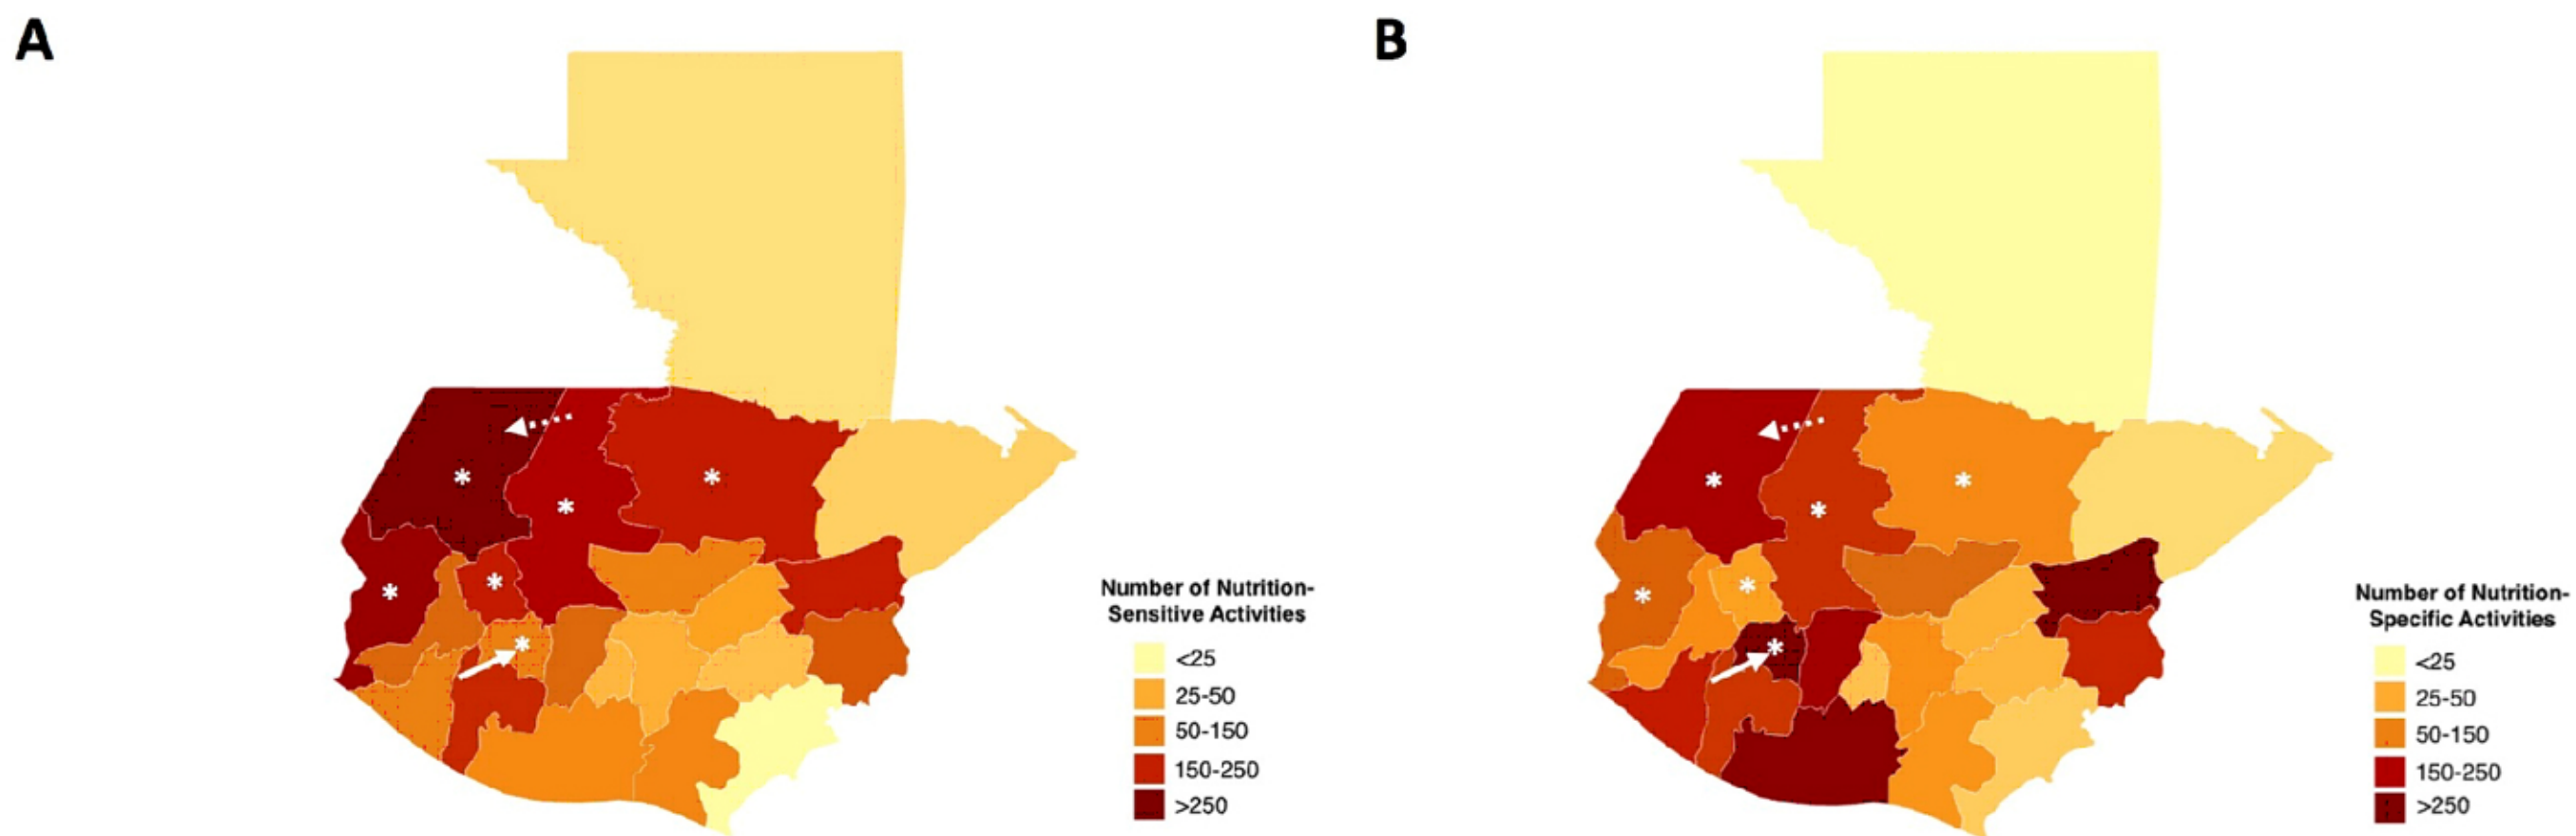 A
B
Number of Nutrition-
Sensitive Activities
<25
25-50
50-150
150-250
>250
Number of Nutrition-
Specific Activities
<25
25-50
50-150
150-250
>250